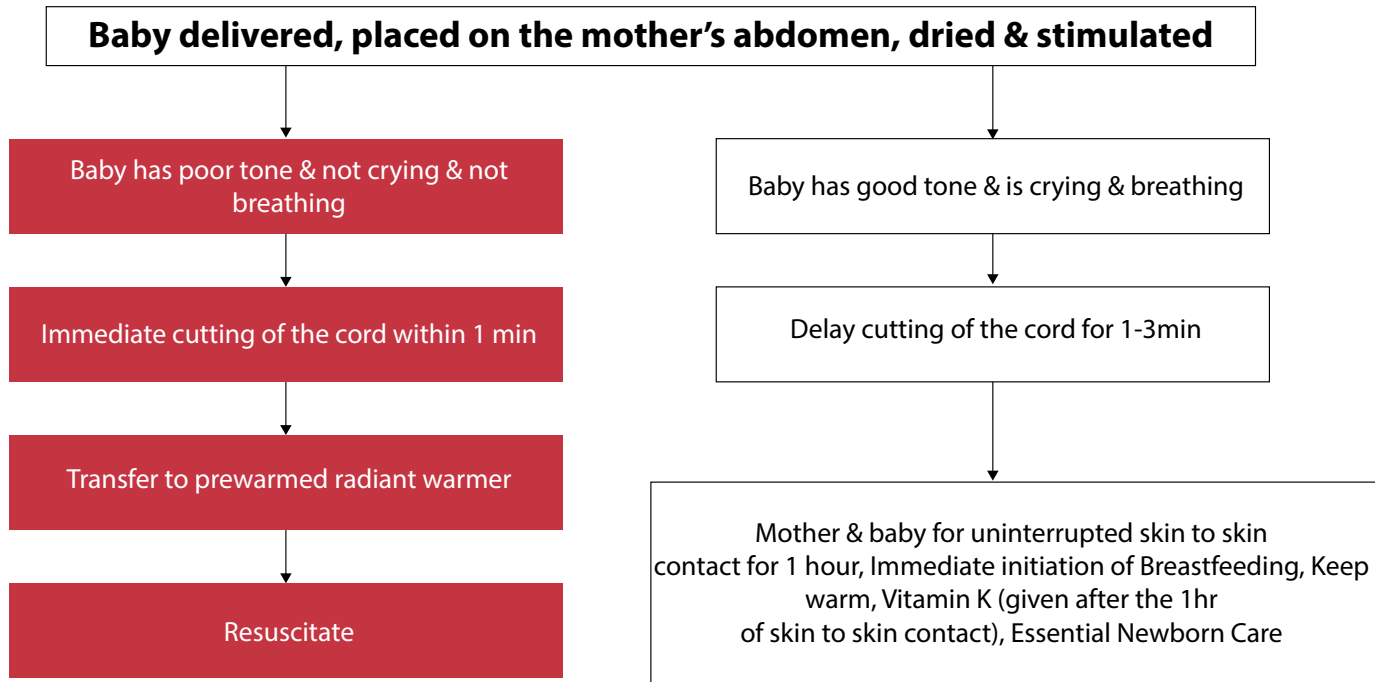 Baby delivered, placed on the mother's abdomen, dried & stimulated
Baby has poor tone & not crying & not
breathing
Immediate cutting of the cord within 1 min
Transfer to prewarmed radiant warmer
Resuscitate
Baby has good tone & is crying & breathing
Delay cutting of the cord for 1-3min
Mother & baby for uninterrupted skin to skin
contact for 1 hour, Immediate initiation of Breastfeeding, Keep
warm, Vitamin K (given after the 1hr
of skin to skin contact), Essential Newborn Care